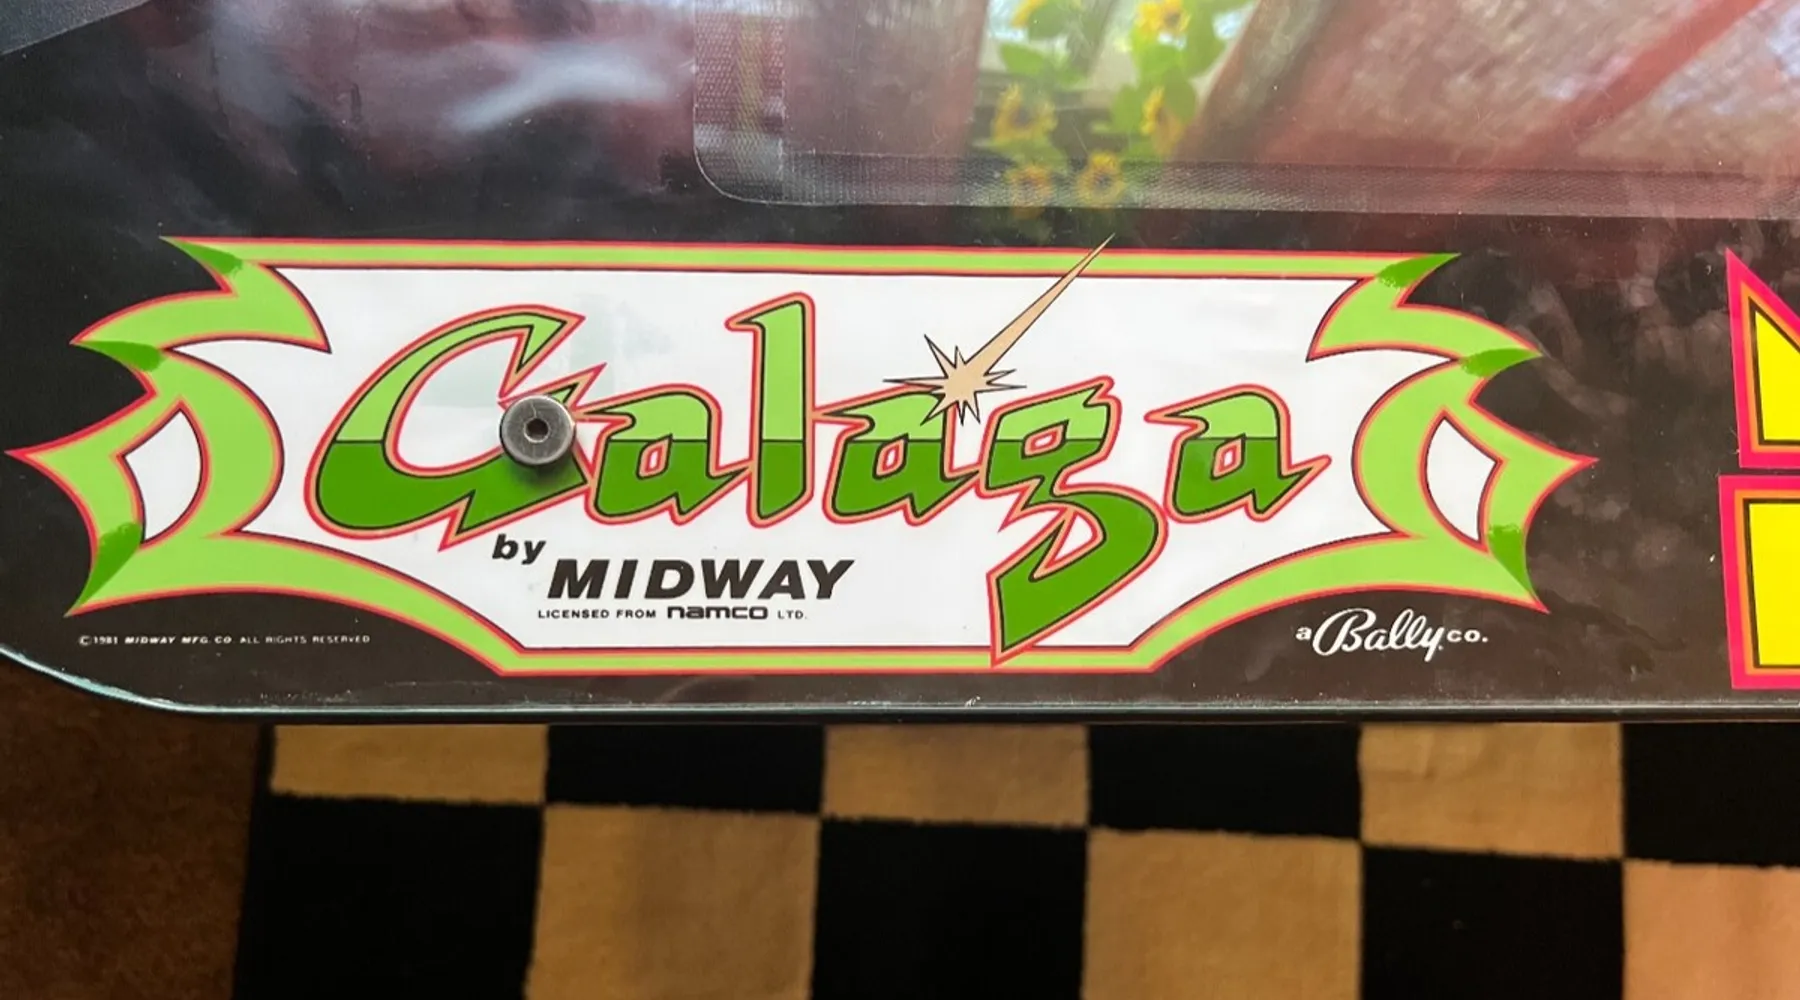 Galaga
by
MIDWAY
LICENSED FROM namco LTD.
©1981 MIDWAY MFG. CO. ALL RIGHTS RESERVED
a Bally co.